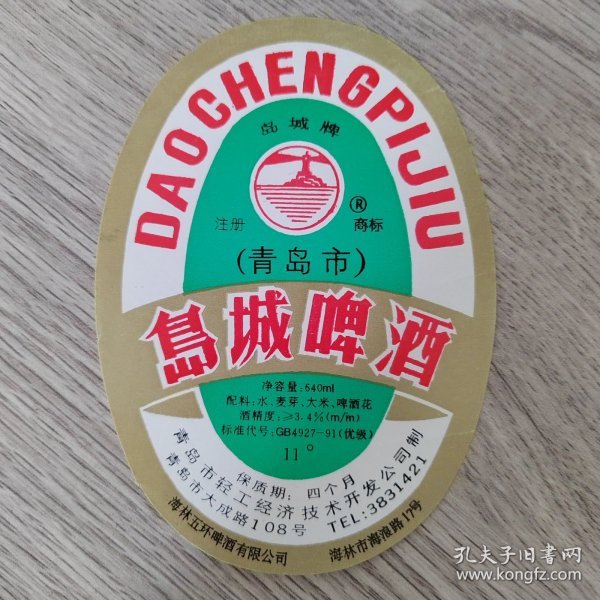 DAOCHENGPIJIU
岛城牌
注册 ® 商标
(青岛市)
島城啤酒
净容量:640ml
配料:水、麦芽、大米、啤酒花
酒精度:≥3.4%(m/m)
标准代号:GB4927-91(优级)
11°
保质期:四个月
青岛市轻工经济技术开发公司制
青岛市大成路108号 TEL:3831421
海林五环啤酒有限公司 海林市海浪路17号
孔夫子旧书网
www.kongfz.com